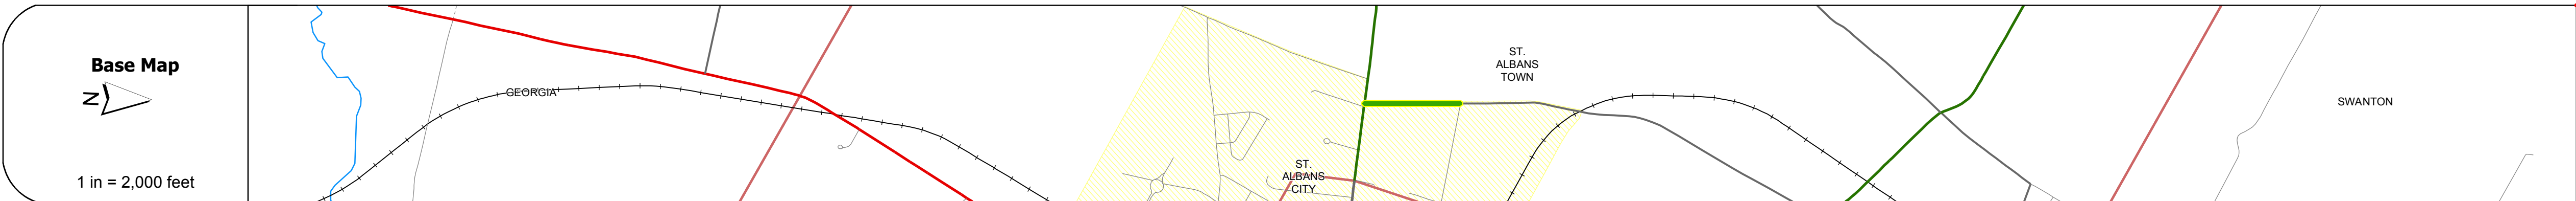 Base Map
N
1 in = 2,000 feet
GEORGIA
ST.
ALBANS
CITY
ST.
ALBANS
TOWN
SWANTON